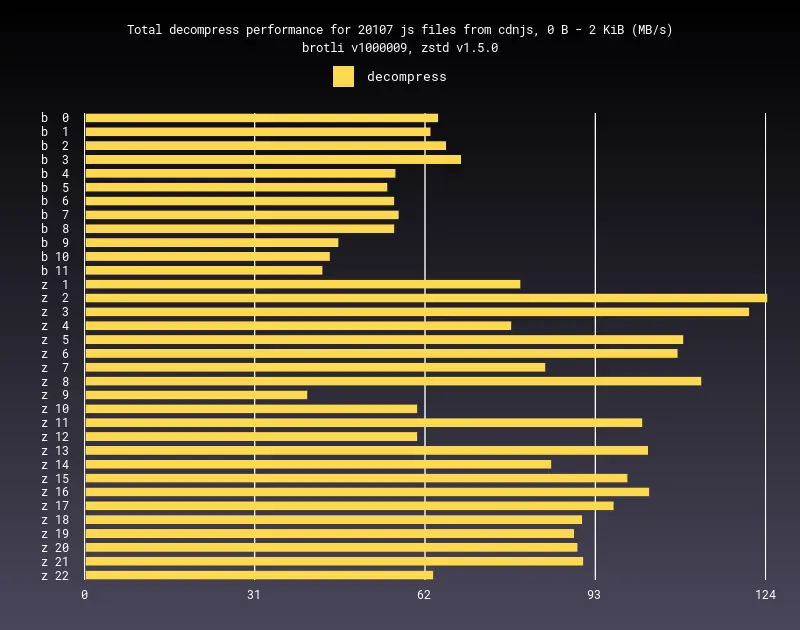 Total decompress performance for 20107 js files from cdnjs, 0 B - 2 KiB (MB/s)
brotli v1000009, zstd v1.5.0
decompress
b 0
b 1
b 2
b 3
b 4
b 5
b 6
b 7
b 8
b 9
b 10
b 11
z 1
z 2
z 3
z 4
z 5
z 6
z 7
z 8
z 9
z 10
z 11
z 12
z 13
z 14
z 15
z 16
z 17
z 18
z 19
z 20
z 21
z 22
0 31 62 93 124